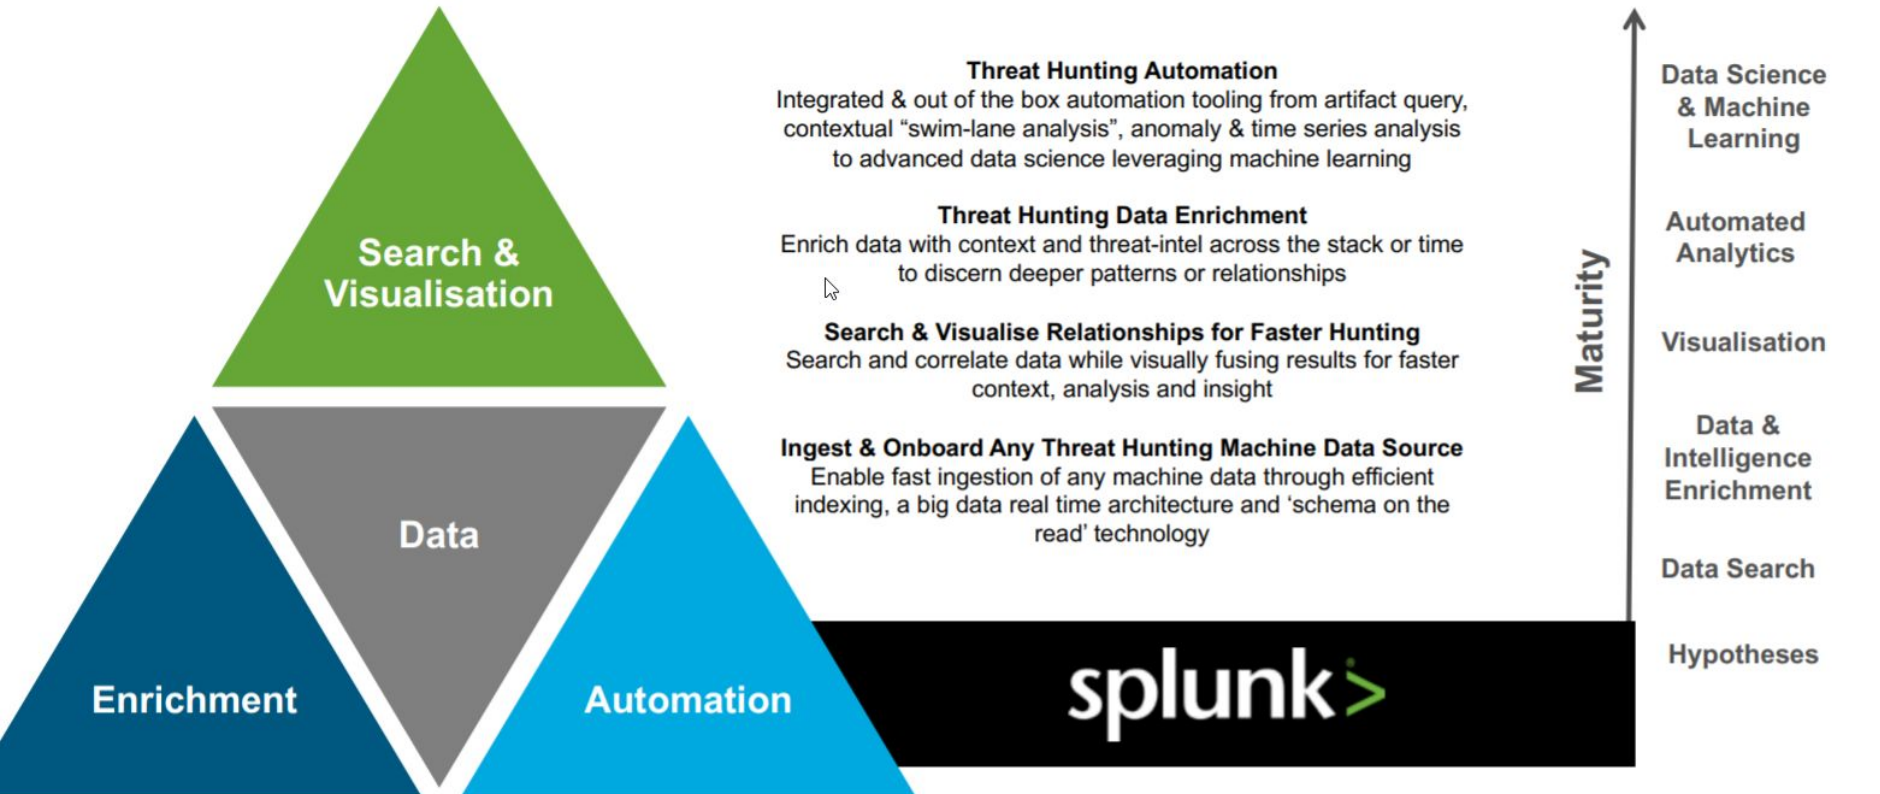 Search &
Visualisation
Data
Enrichment
Automation
Threat Hunting Automation
Integrated & out of the box automation tooling from artifact query,
contextual “swim-lane analysis”, anomaly & time series analysis
to advanced data science leveraging machine learning
Threat Hunting Data Enrichment
Enrich data with context and threat-intel across the stack or time
to discern deeper patterns or relationships
Search & Visualise Relationships for Faster Hunting
Search and correlate data while visually fusing results for faster
context, analysis and insight
Ingest & Onboard Any Threat Hunting Machine Data Source
Enable fast ingestion of any machine data through efficient
indexing, a big data real time architecture and ‘schema on the
read’ technology
splunk>
Maturity
Data Science
& Machine
Learning
Automated
Analytics
Visualisation
Data &
Intelligence
Enrichment
Data Search
Hypotheses